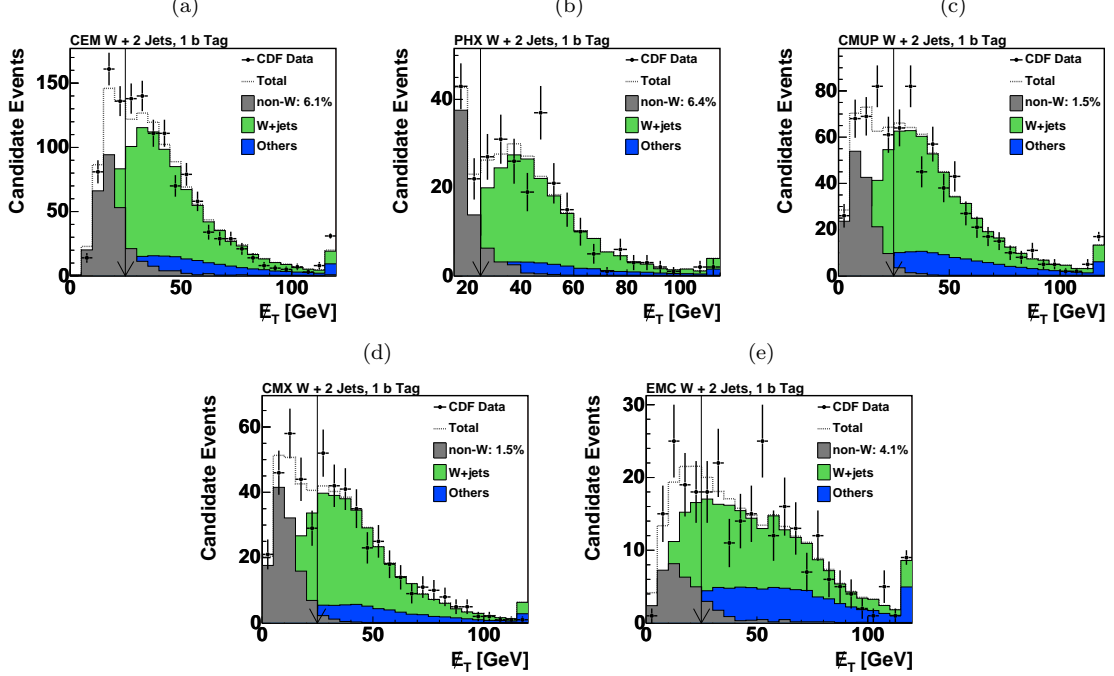 (a)
CEM W + 2 Jets, 1 b Tag
Candidate Events
150
100
50
0
CDF Data
Total
non-W: 6.1%
W+jets
Others
0 50 100
E̸_T [GeV]
(b)
PHX W + 2 Jets, 1 b Tag
Candidate Events
40
20
0
CDF Data
Total
non-W: 6.4%
W+jets
Others
20 40 60 80 100
E̸_T [GeV]
(c)
CMUP W + 2 Jets, 1 b Tag
Candidate Events
80
60
40
20
0
CDF Data
Total
non-W: 1.5%
W+jets
Others
0 50 100
E̸_T [GeV]
(d)
CMX W + 2 Jets, 1 b Tag
Candidate Events
60
40
20
0
CDF Data
Total
non-W: 1.5%
W+jets
Others
0 50 100
E̸_T [GeV]
(e)
EMC W + 2 Jets, 1 b Tag
Candidate Events
30
20
10
0
CDF Data
Total
non-W: 4.1%
W+jets
Others
0 50 100
E̸_T [GeV]